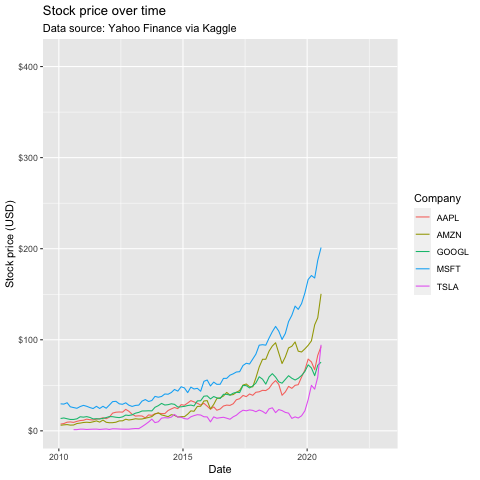 Stock price over time
Data source: Yahoo Finance via Kaggle
$400
$300
$200
$100
$0
Stock price (USD)
2010
2015
2020
Date
Company
AAPL
AMZN
GOOGL
MSFT
TSLA